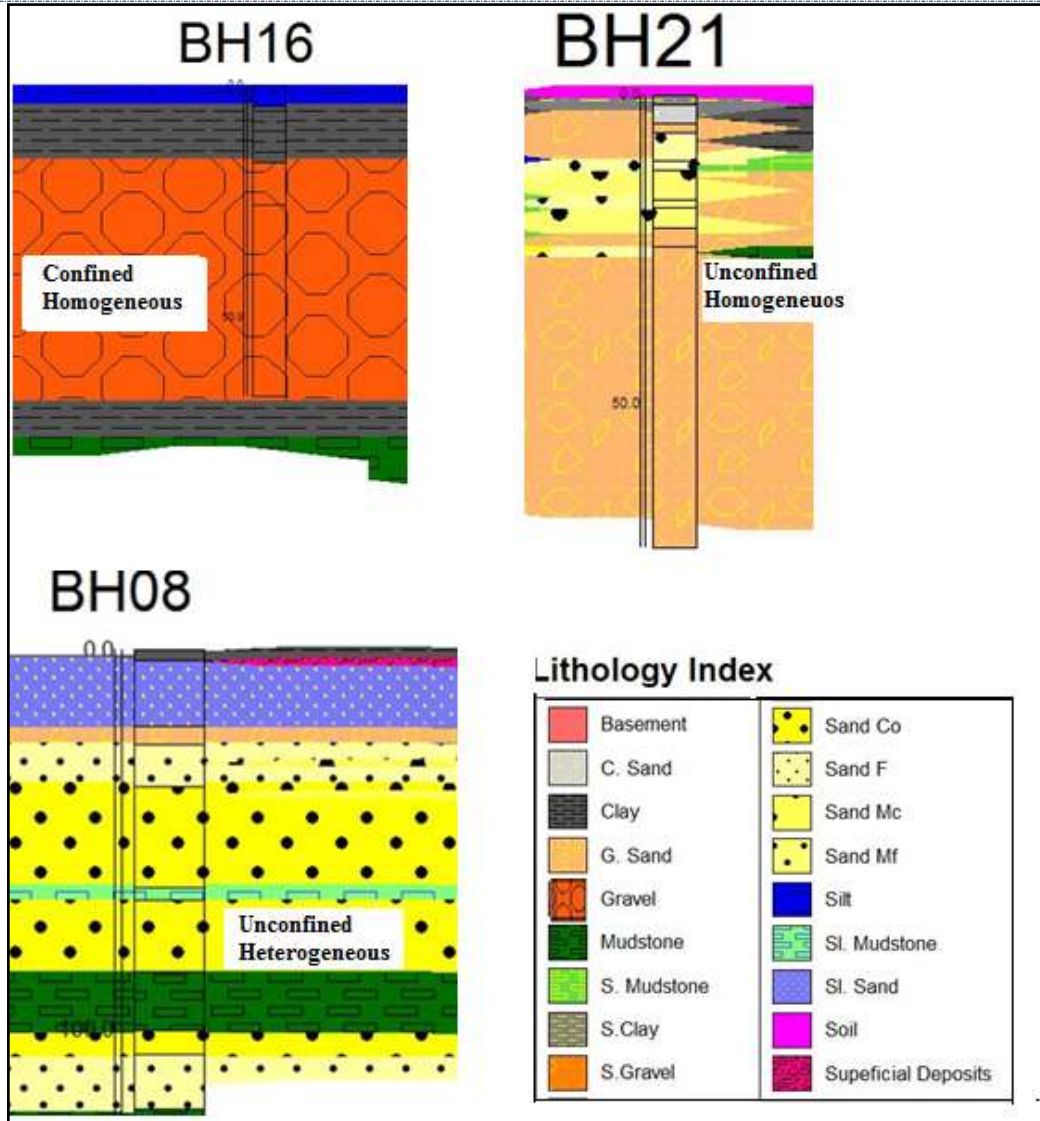 BH16
BH21
0.0
0.0
Confined
Homogeneous
50.0
Unconfined
Homogeneuos
50.0
BH08
0.0
Unconfined
Heterogeneous
100.0
Lithology Index
Basement
C. Sand
Clay
G. Sand
Gravel
Mudstone
S. Mudstone
S.Clay
S.Gravel
Sand Co
Sand F
Sand Mc
Sand Mf
Silt
Sl. Mudstone
Sl. Sand
Soil
Supeficial Deposits